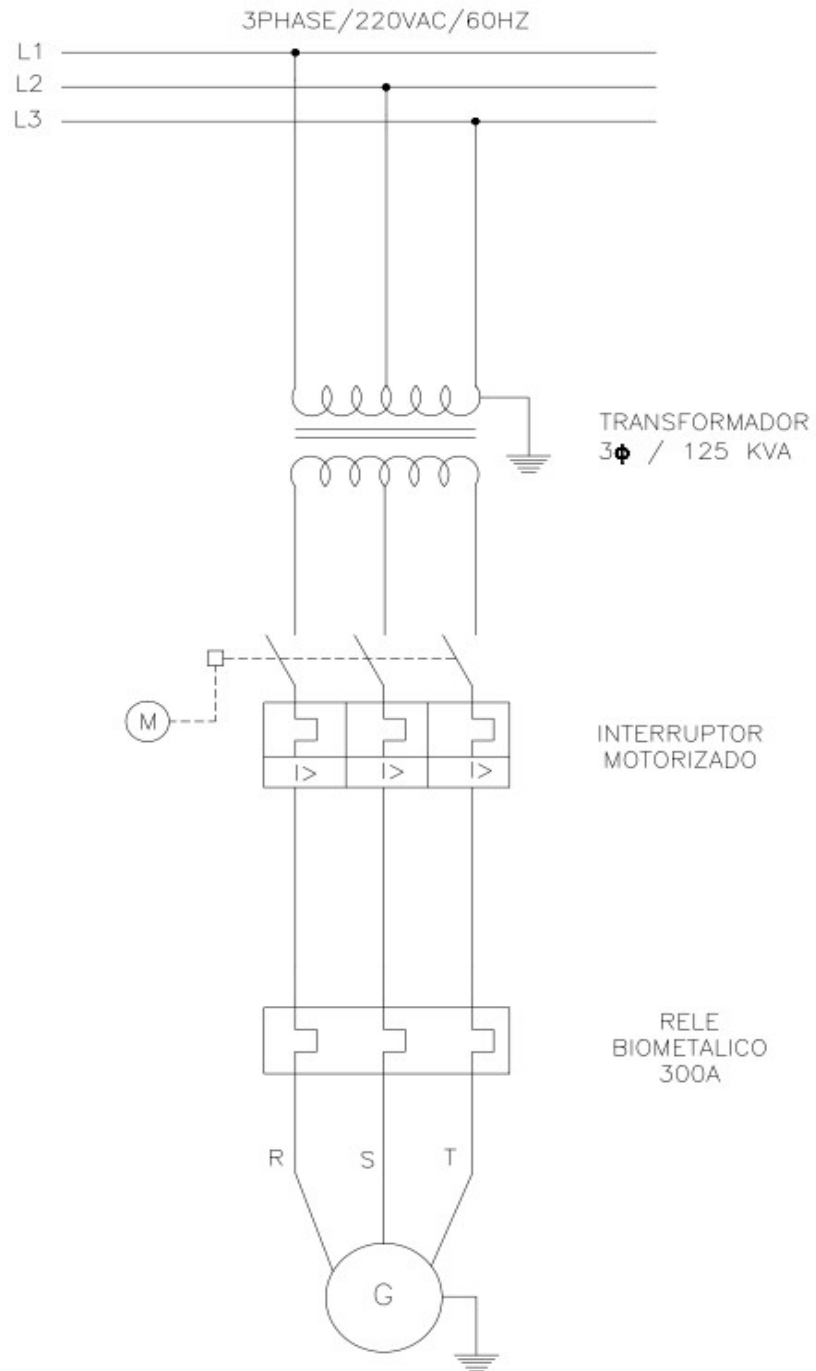 3PHASE/220VAC/60HZ
L1
L2
L3
TRANSFORMADOR
3ϕ / 125 KVA
M
INTERRUPTOR
MOTORIZADO
I> I> I>
RELE
BIOMETALICO
300A
R S T
G